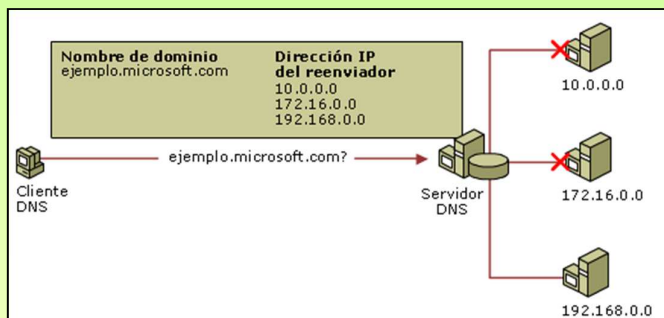 Nombre de dominio
ejemplo.microsoft.com
Dirección IP
del reenviador
10.0.0.0
172.16.0.0
192.168.0.0
10.0.0.0
ejemplo.microsoft.com?
Cliente
DNS
Servidor
DNS
172.16.0.0
192.168.0.0